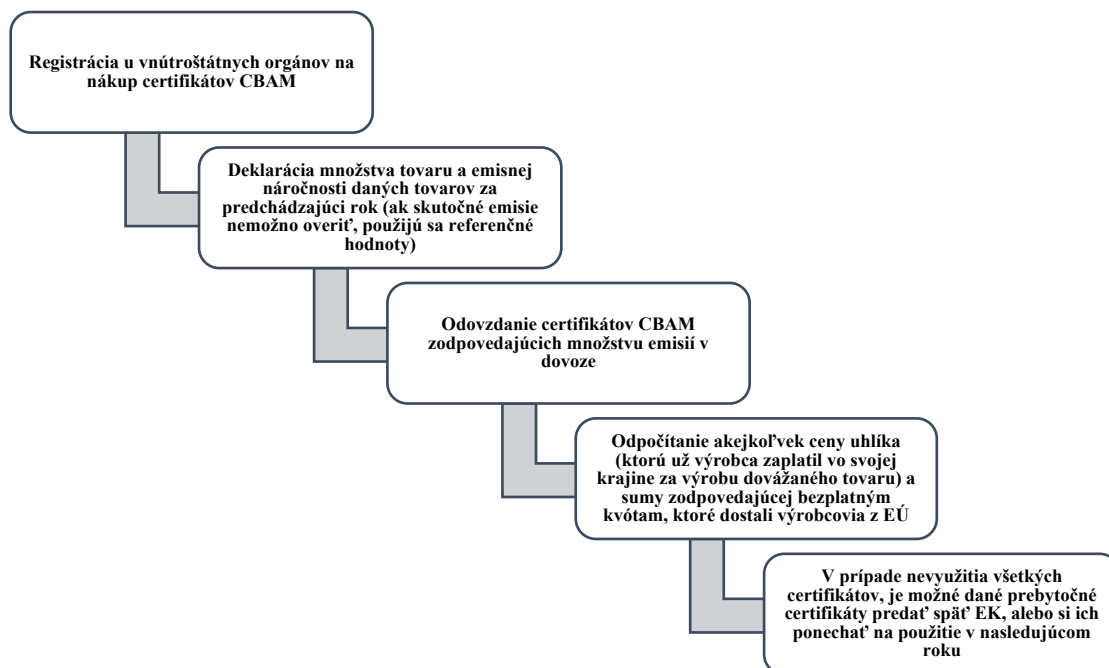 Registrácia u vnútroštátnych orgánov na
nákup certifikátov CBAM
Deklarácia množstva tovaru a emisnej
náročnosti daných tovarov za
predchádzajúci rok (ak skutočné emisie
nemožno overiť, použijú sa referenčné
hodnoty)
Odovzdanie certifikátov CBAM
zodpovedajúcich množstvu emisií v
dovoze
Odpočítanie akejkoľvek ceny uhlíka
(ktorú už výrobca zaplatil vo svojej
krajine za výrobu dovážaného tovaru) a
sumy zodpovedajúcej bezplatným
kvótam, ktoré dostali výrobcovia z EÚ
V prípade nevyužitia všetkých
certifikátov, je možné dané prebytočné
certifikáty predať späť EK, alebo si ich
ponechať na použitie v nasledujúcom
roku